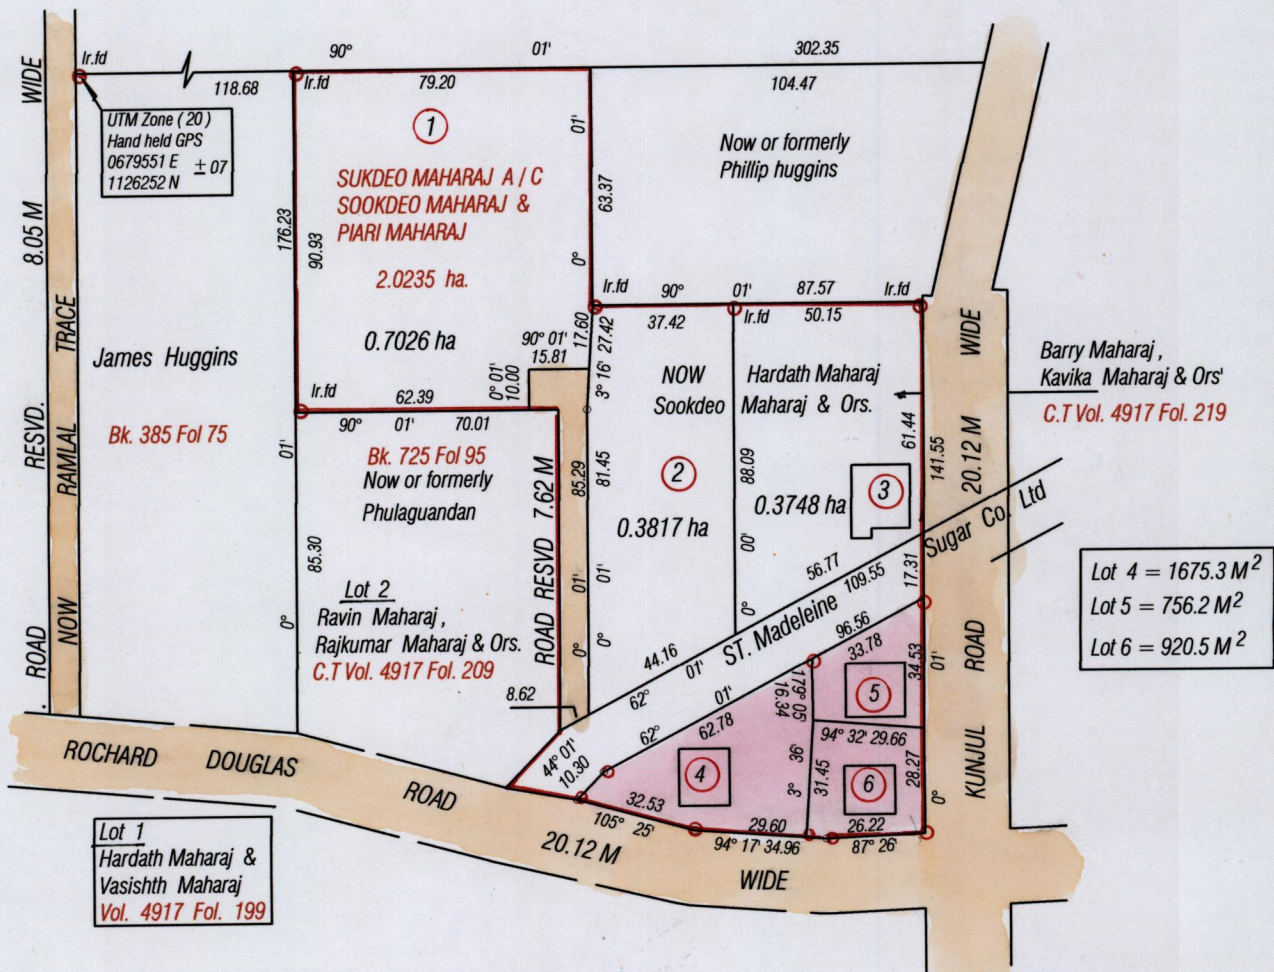 Ir.fd
90°
01'
302.35
118.68
Ir.fd
79.20
104.47
UTM Zone (20)
Hand held GPS
0679551 E
1126252 N
± 07
1
SUKDEO MAHARAJ A / C
SOOKDEO MAHARAJ &
PIARI MAHARAJ
2.0235 ha.
0.7026 ha
176.23
90.93
01'
63.37
0°
Now or formerly
Phillip huggins
ROAD RESVD. 8.05 M WIDE
NOW RAMLAL TRACE
James Huggins
Bk. 385 Fol 75
Ir.fd
90°
01'
87.57
Ir.fd
37.42
Ir.fd
50.15
17.60
27.42
3° 16'
90° 01'
15.81
0° 01'
10.00
Ir.fd
62.39
90° 01' 70.01
Bk. 725 Fol 95
Now or formerly
Phulaguandan
01'
85.30
0°
Lot 2
Ravin Maharaj ,
Rajkumar Maharaj & Ors.
C.T Vol. 4917 Fol. 209
ROAD RESVD 7.62 M
85.29
01'
0°
81.45
01'
0°
NOW
Sookdeo
2
0.3817 ha
88.09
00'
0°
Hardath Maharaj
Maharaj & Ors.
0.3748 ha
3
61.44
141.55
20.12 M WIDE
Barry Maharaj ,
Kavika Maharaj & Ors'
C.T Vol. 4917 Fol. 219
ST. Madeleine
Sugar Co. Ltd
56.77
109.55
17.31
44.16
62° 01'
96.56
33.78
34.53
01'
8.62
62° 01'
62.78
179° 05'
16.34
5
94° 32' 29.66
44° 01'
10.30
4
36'
3°
31.45
6
28.27
0°
KUNJUL ROAD
Lot 4 = 1675.3 M²
Lot 5 = 756.2 M²
Lot 6 = 920.5 M²
ROCHARD DOUGLAS ROAD
20.12 M WIDE
32.53
105° 25'
29.60
94° 17' 34.96
26.22
87° 26'
Lot 1
Hardath Maharaj &
Vasishth Maharaj
Vol. 4917 Fol. 199